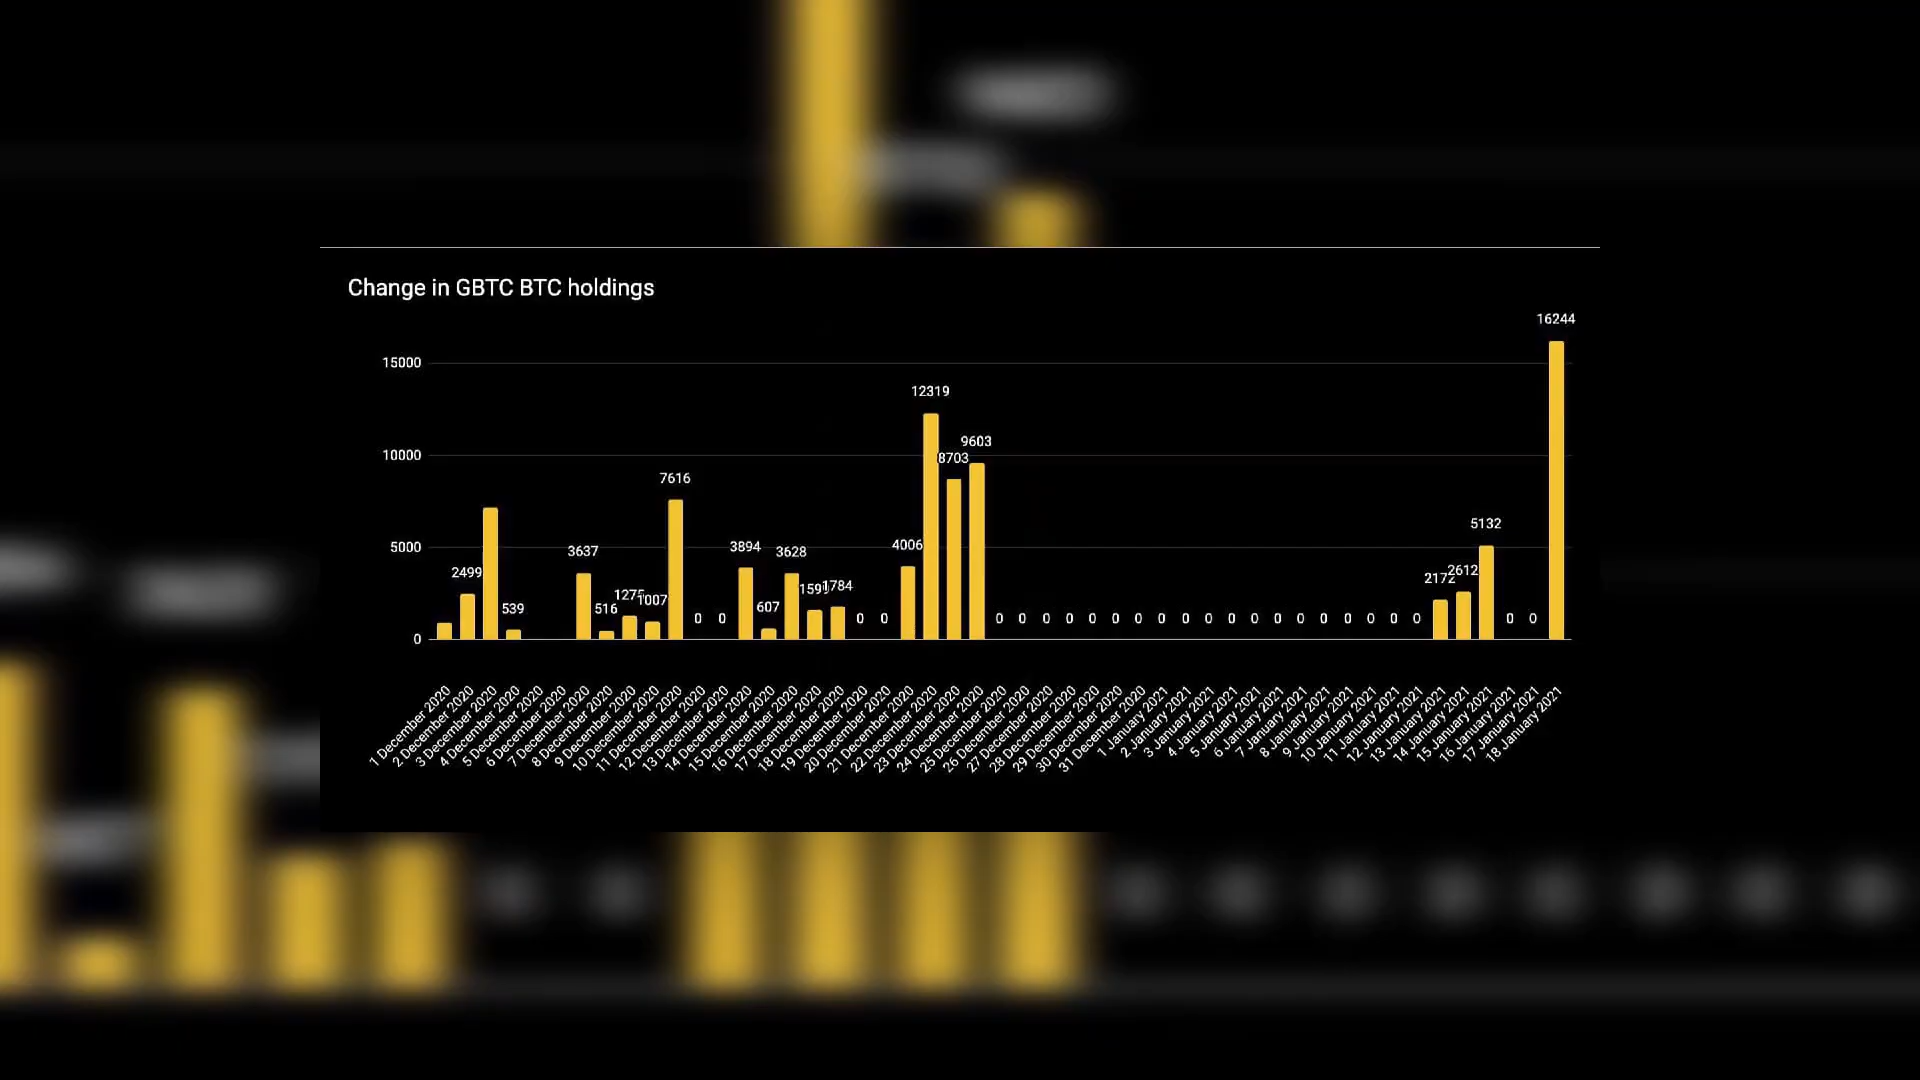 Change in GBTC BTC holdings
16244
15000
12319
9603
10000
8703
7616
5132
5000
3637
3894
3628
4006
2499
539
516
1275
1007
607
1591
1784
2172
2612
0 0 0 0 0 0 0 0 0 0 0 0 0 0 0 0 0 0 0 0 0 0 0 0 0
0
1 December 2020
2 December 2020
3 December 2020
4 December 2020
5 December 2020
6 December 2020
7 December 2020
8 December 2020
9 December 2020
10 December 2020
11 December 2020
12 December 2020
13 December 2020
14 December 2020
15 December 2020
16 December 2020
17 December 2020
18 December 2020
19 December 2020
20 December 2020
21 December 2020
22 December 2020
23 December 2020
24 December 2020
25 December 2020
26 December 2020
27 December 2020
28 December 2020
29 December 2020
30 December 2020
31 December 2020
1 January 2021
2 January 2021
3 January 2021
4 January 2021
5 January 2021
6 January 2021
7 January 2021
8 January 2021
9 January 2021
10 January 2021
11 January 2021
12 January 2021
13 January 2021
14 January 2021
15 January 2021
16 January 2021
17 January 2021
18 January 2021